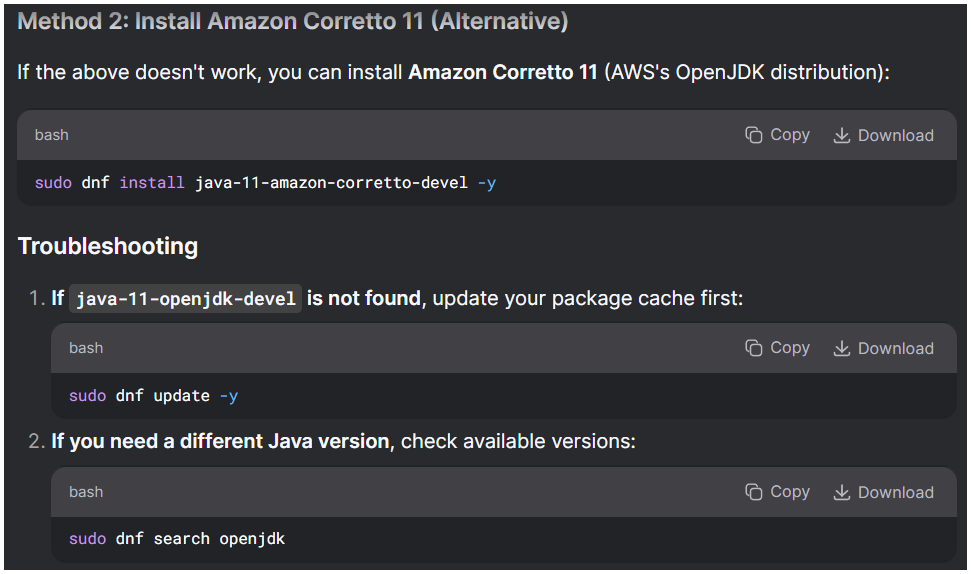 Method 2: Install Amazon Corretto 11 (Alternative)
If the above doesn't work, you can install Amazon Corretto 11 (AWS's OpenJDK distribution):
bash Copy Download
sudo dnf install java-11-amazon-corretto-devel -y
Troubleshooting
1. If java-11-openjdk-devel is not found, update your package cache first:
bash Copy Download
sudo dnf update -y
2. If you need a different Java version, check available versions:
bash Copy Download
sudo dnf search openjdk